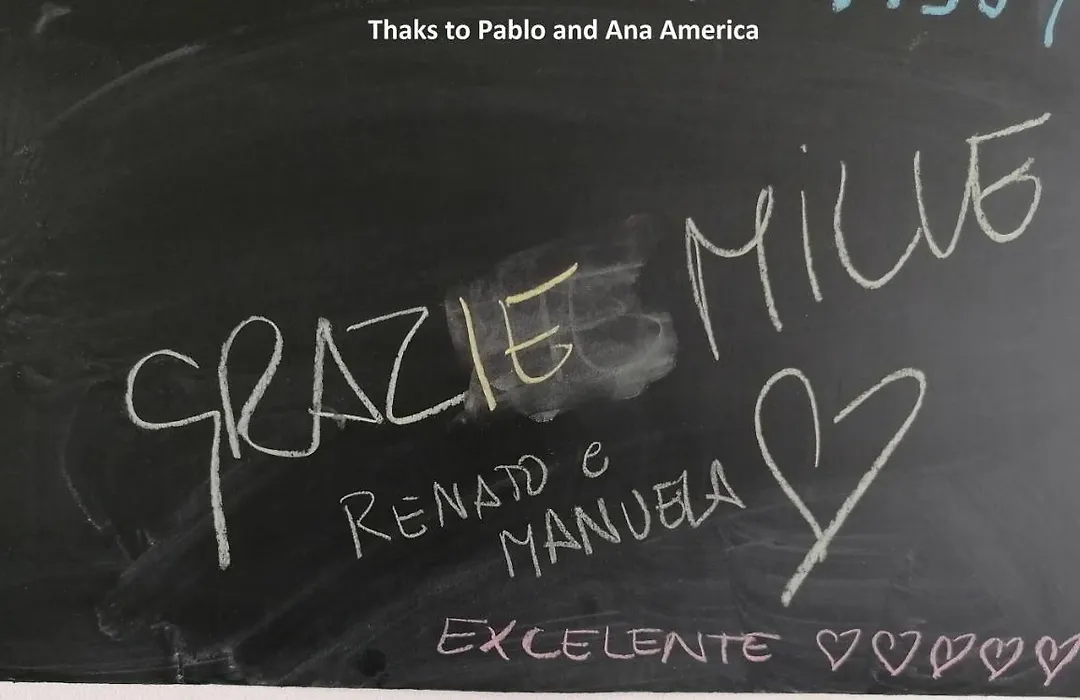 Thaks to Pablo and Ana America
GRAZIE MILLE
RENATO e
MANUELA
EXCELENTE